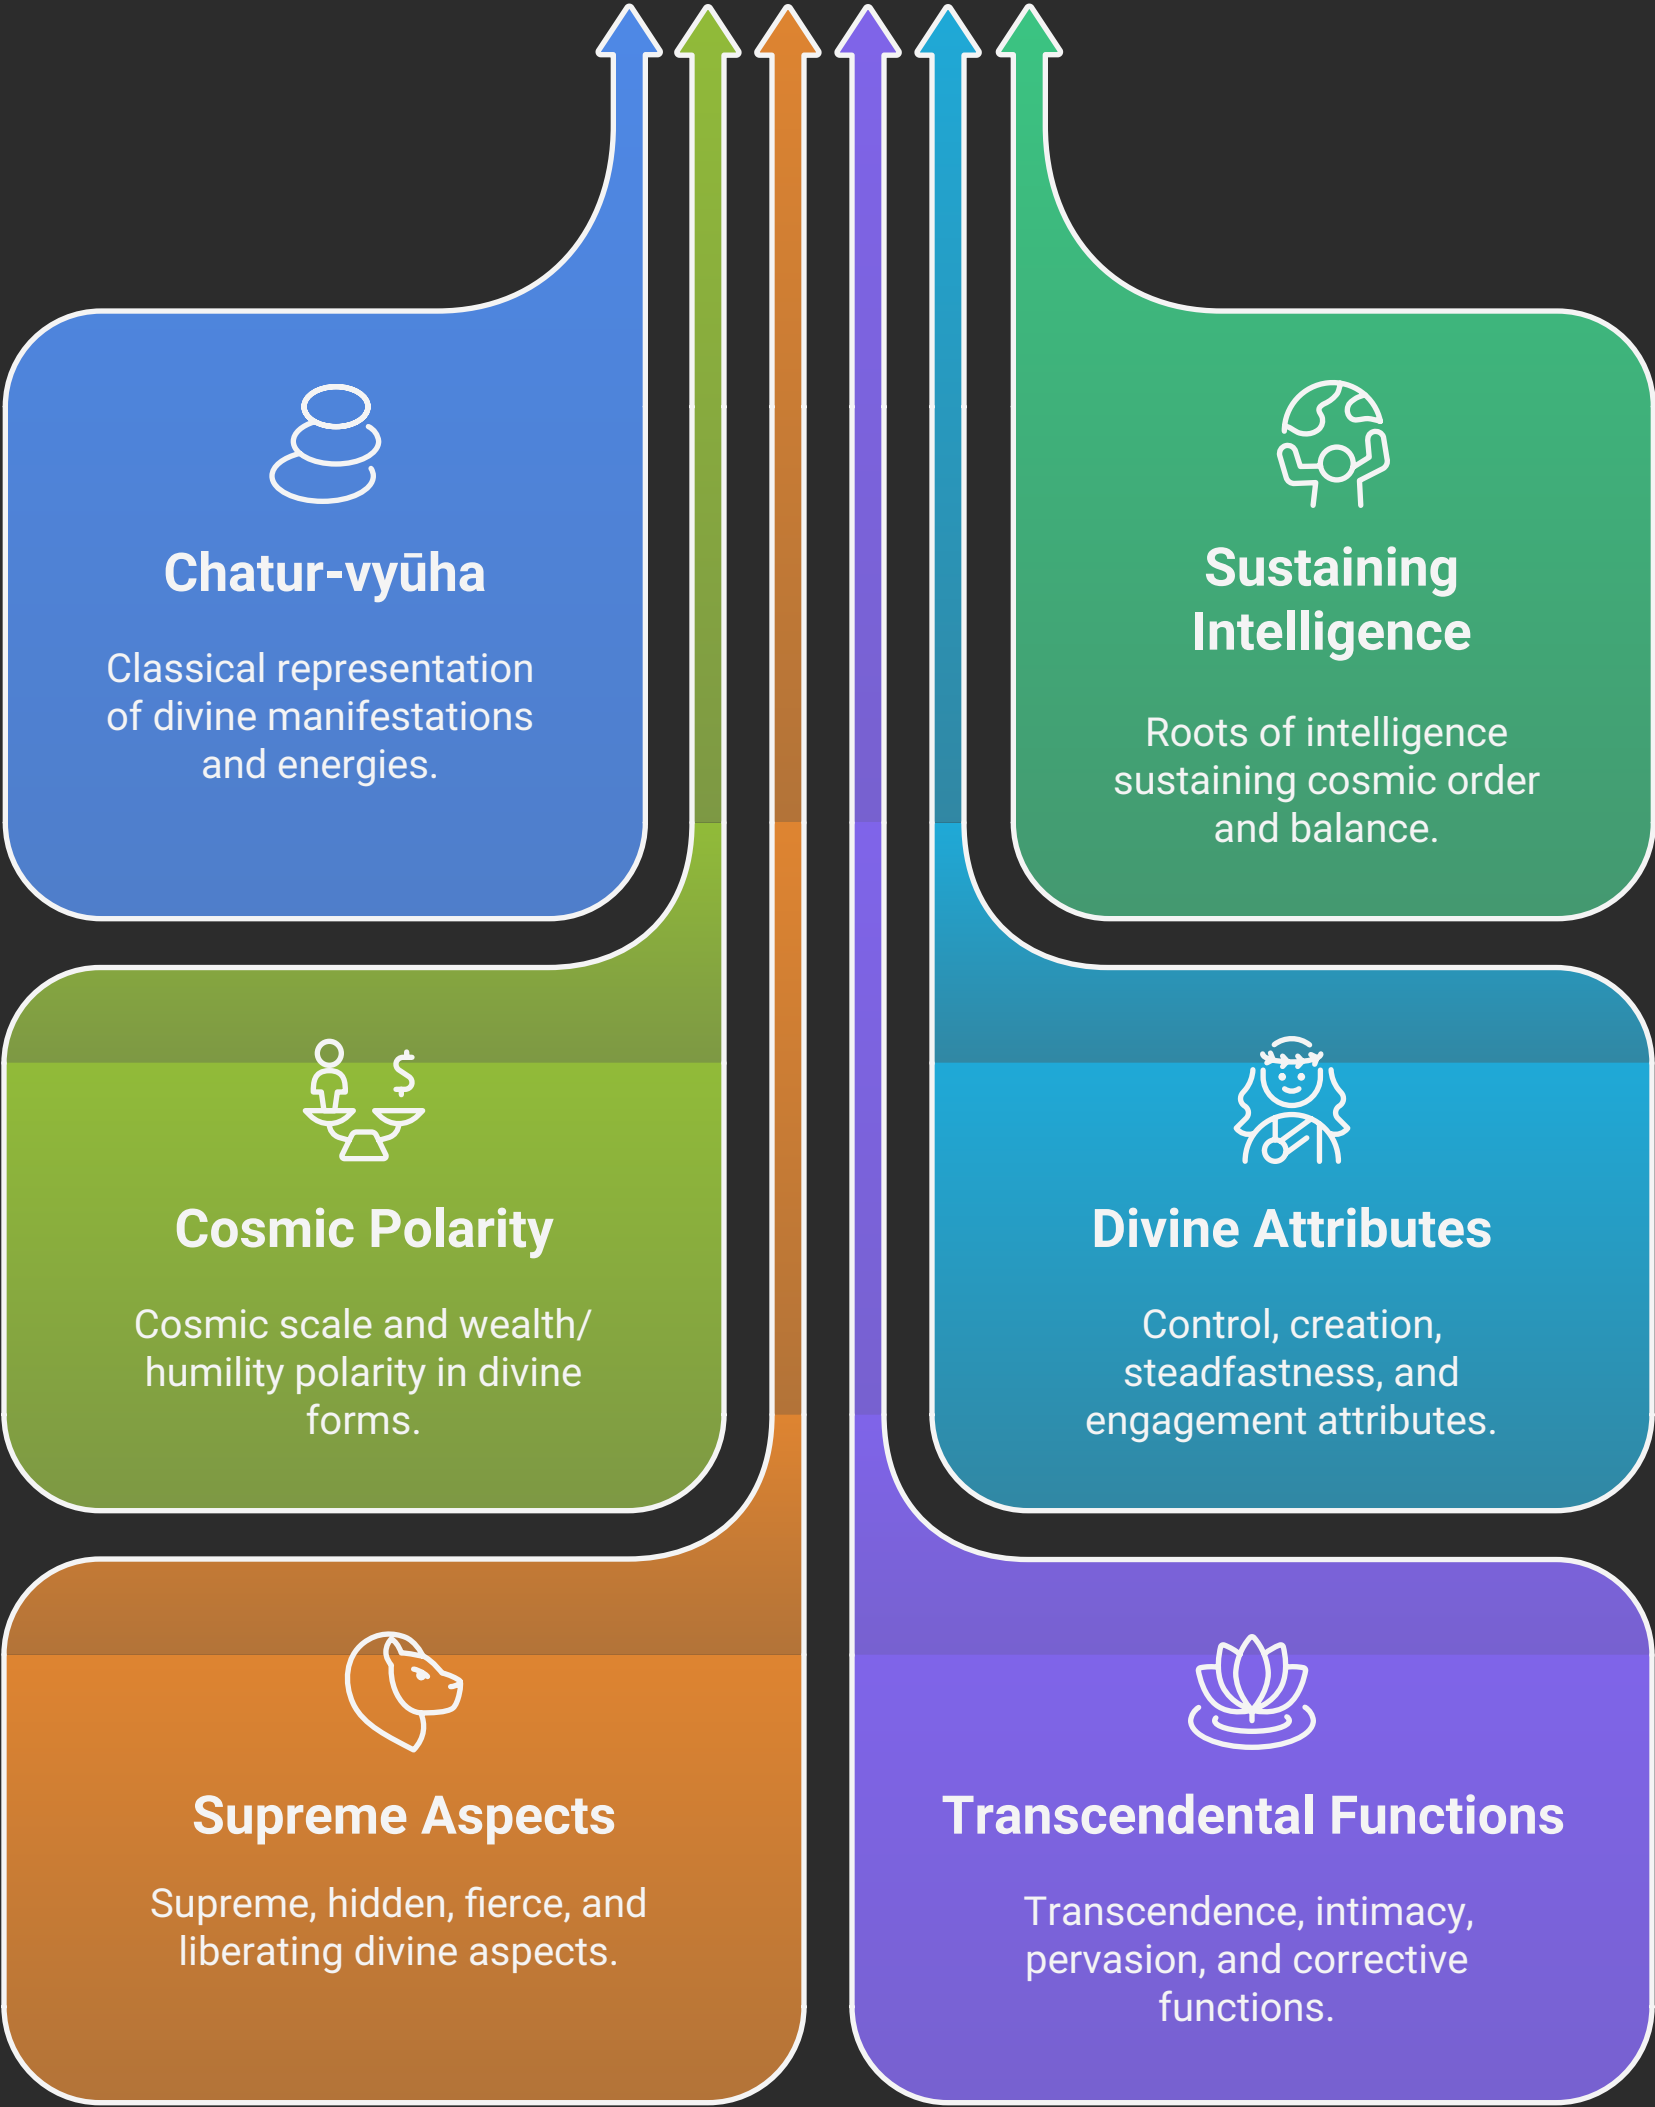 Chatur-vyūha
Classical representation
of divine manifestations
and energies.
Sustaining
Intelligence
Roots of intelligence
sustaining cosmic order
and balance.
Cosmic Polarity
Cosmic scale and wealth/
humility polarity in divine
forms.
Divine Attributes
Control, creation,
steadfastness, and
engagement attributes.
Supreme Aspects
Supreme, hidden, fierce, and
liberating divine aspects.
Transcendental Functions
Transcendence, intimacy,
pervasion, and corrective
functions.